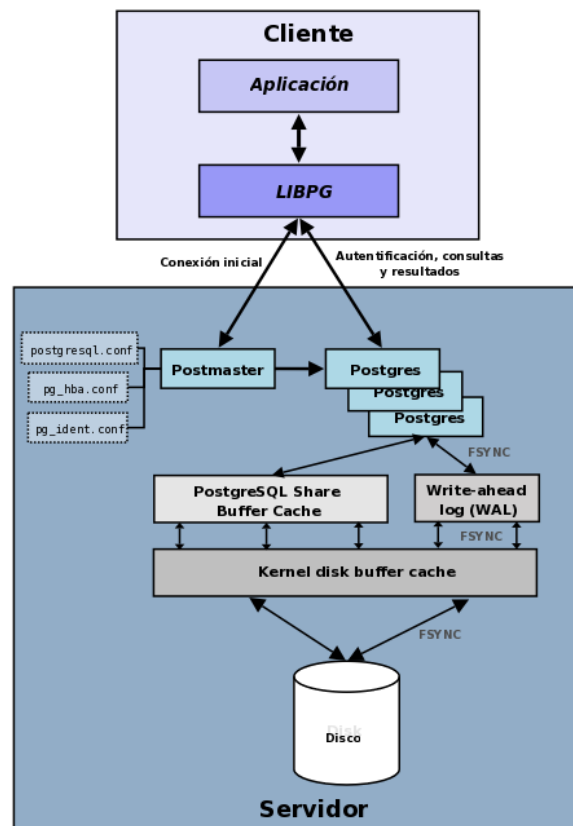 Cliente
Aplicación
LIBPG
Conexión inicial
Autentificación, consultas
y resultados
postgresql.conf
pg_hba.conf
pg_ident.conf
Postmaster
Postgres
Postgres
Postgres
FSYNC
PostgreSQL Share
Buffer Cache
Write-ahead
log (WAL)
FSYNC
Kernel disk buffer cache
FSYNC
Disk
Disco
Servidor